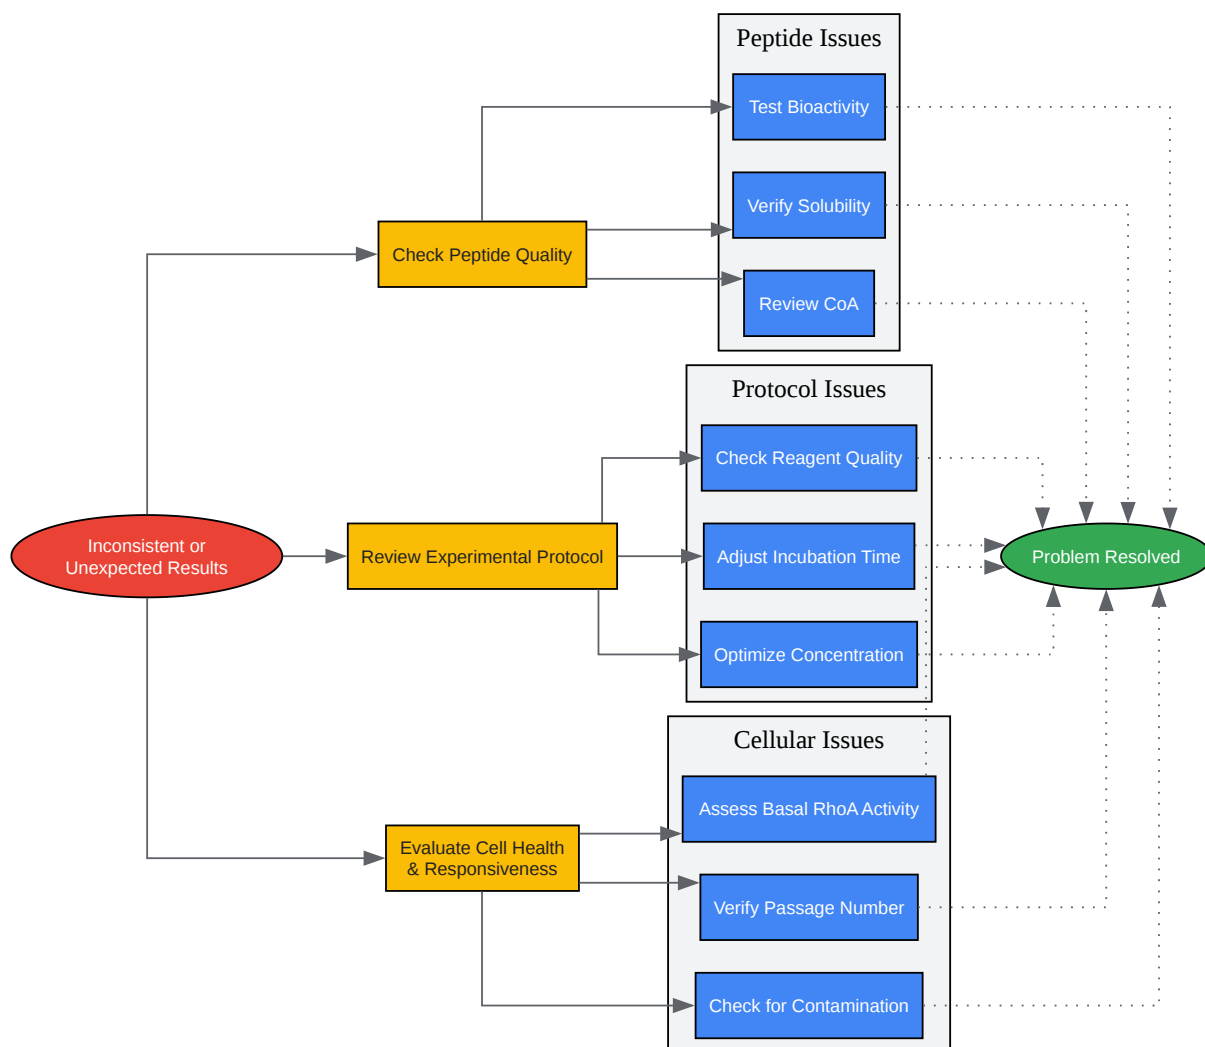 Peptide Issues
Test Bioactivity
Verify Solubility
Check Peptide Quality
Review CoA
Protocol Issues
Check Reagent Quality
Inconsistent or
Unexpected Results
Review Experimental Protocol
Adjust Incubation Time
Problem Resolved
Optimize Concentration
Cellular Issues
Assess Basal RhoA Activity
Evaluate Cell Health
& Responsiveness
Verify Passage Number
Check for Contamination